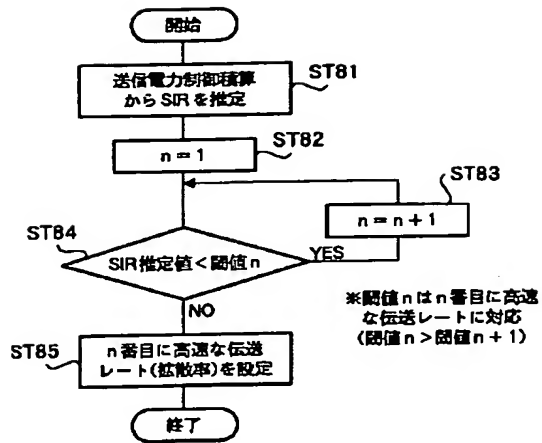 開始
送信電力制御積算
からSIRを推定
ST81
n=1
ST82
ST83
n=n+1
ST84
SIR推定値<閾値n
YES
NO
※閾値nはn番目に高速
な伝送レートに対応
(閾値n>閾値n+1)
ST85
n番目に高速な伝送
レート(拡散率)を設定
終了